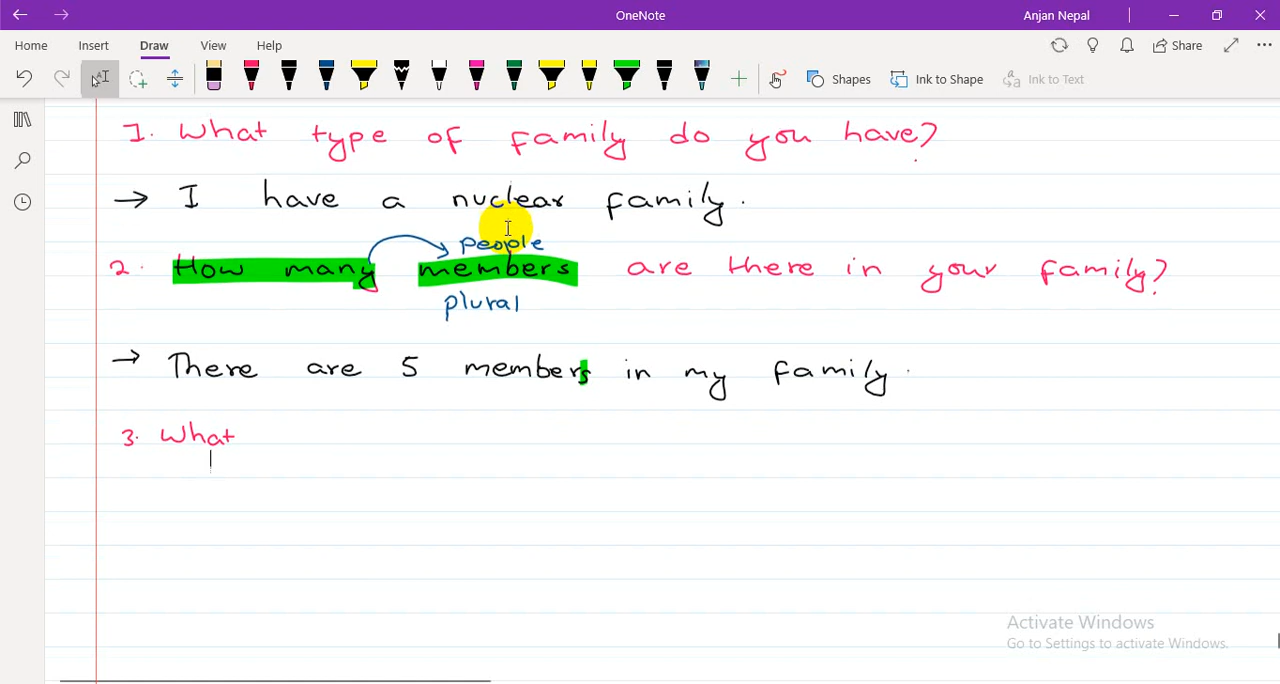 OneNote
Anjan Nepal
Home Insert Draw View Help
Share
Shapes Ink to Shape Ink to Text
1. What type of family do you have?
→ I have a nuclear family.
people
2. How many members are there in your family?
plural
→ There are 5 members in my family.
3. What
Activate Windows
Go to Settings to activate Windows.